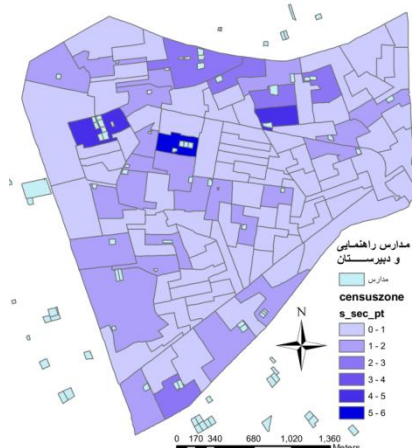 مدارس راهنمایی
و دبیرستان
مدارس
censuszone
s_sec_pt
0 - 1
1 - 2
2 - 3
3 - 4
4 - 5
5 - 6
N
0 170 340 680 1,020 1,360
Meters